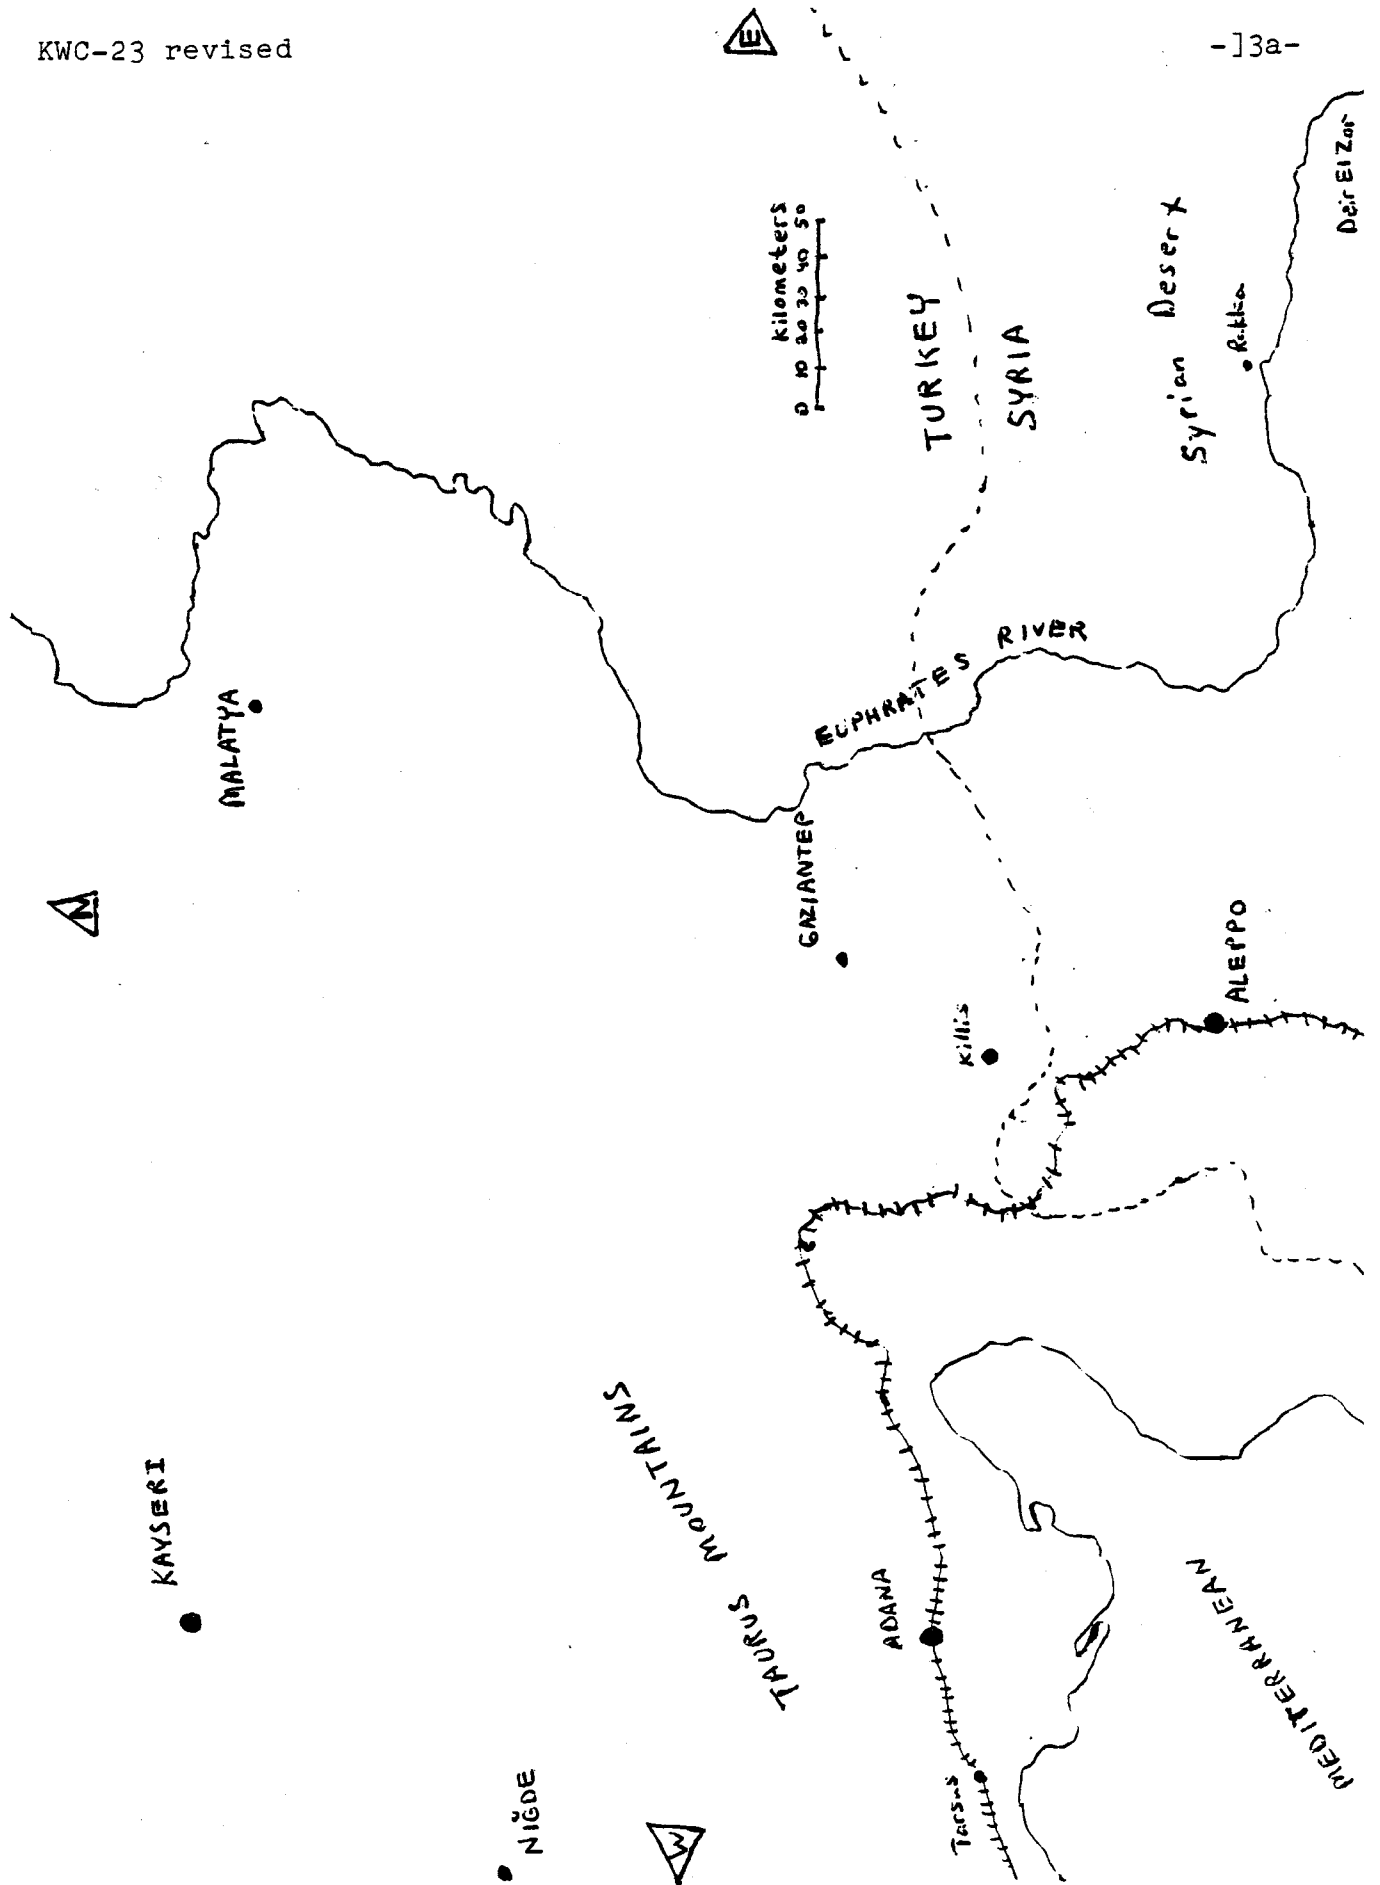 KWC-23 revised
-13a-
N
E
W
KAYSERI
MALATYA
NIĞDE
TAURUS MOUNTAINS
GAZIANTEP
Killis
ADANA
Tarsus
ALEPPO
EUPHRATES RIVER
Kilometers
0 10 20 30 40 50
TURKEY
SYRIA
Syrian Desert
Rakka
Deir El Zor
MEDITERRANEAN